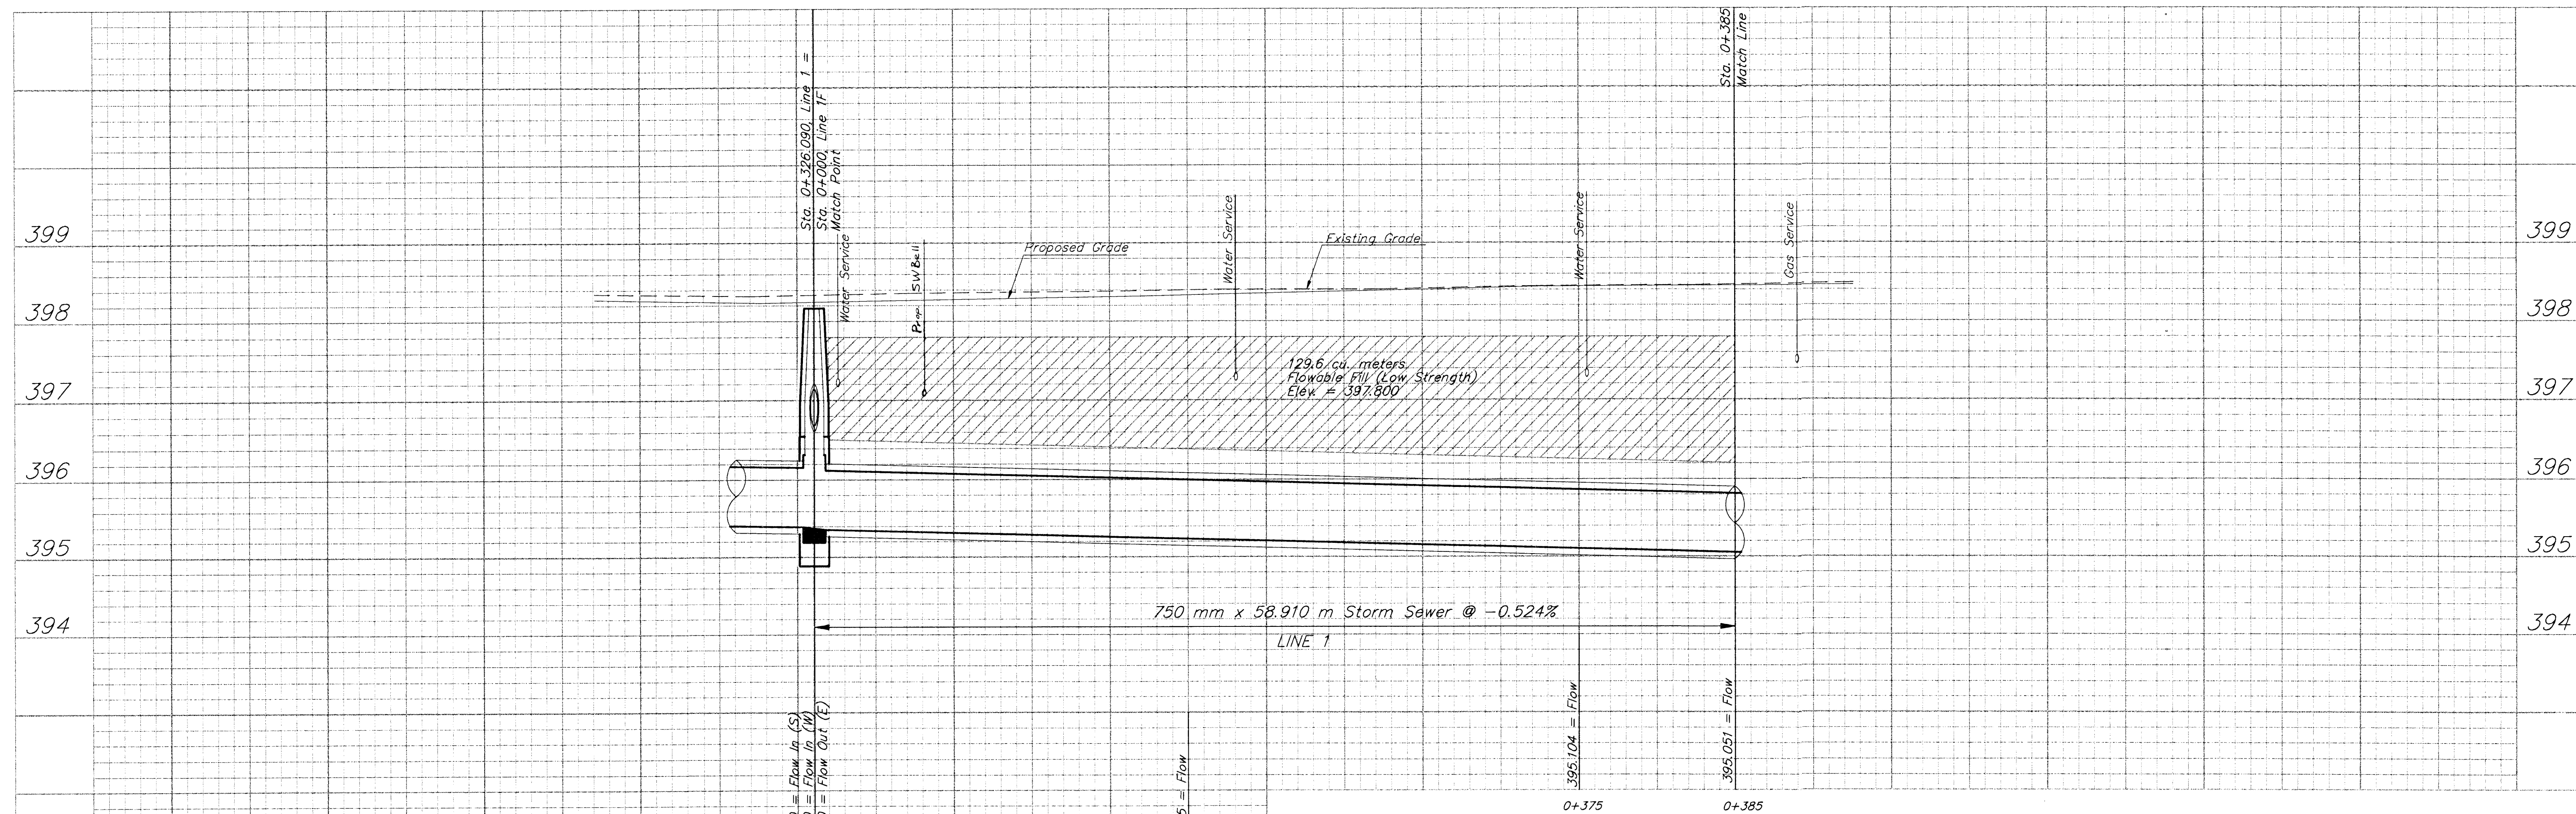 Sta. 0+326.090, Line 1 =
Sta. 0+000, Line 1F
Match Point
Sta. 0+385
Match Line
Water Service
Prop. SWBell
Proposed Grade
Water Service
Existing Grade
Water Service
Gas Service
399
399
398
398
129.6 cu. meters
Flowable Fill (Low Strength)
Elev. = 397.800
397
397
396
396
395
395
750 mm x 58.910 m Storm Sewer @ -0.524%
LINE 1
394
394
= Flow In (S)
= Flow In (W)
= Flow Out (E)
= Flow
395.104 = Flow
395.051 = Flow
0+375
0+385